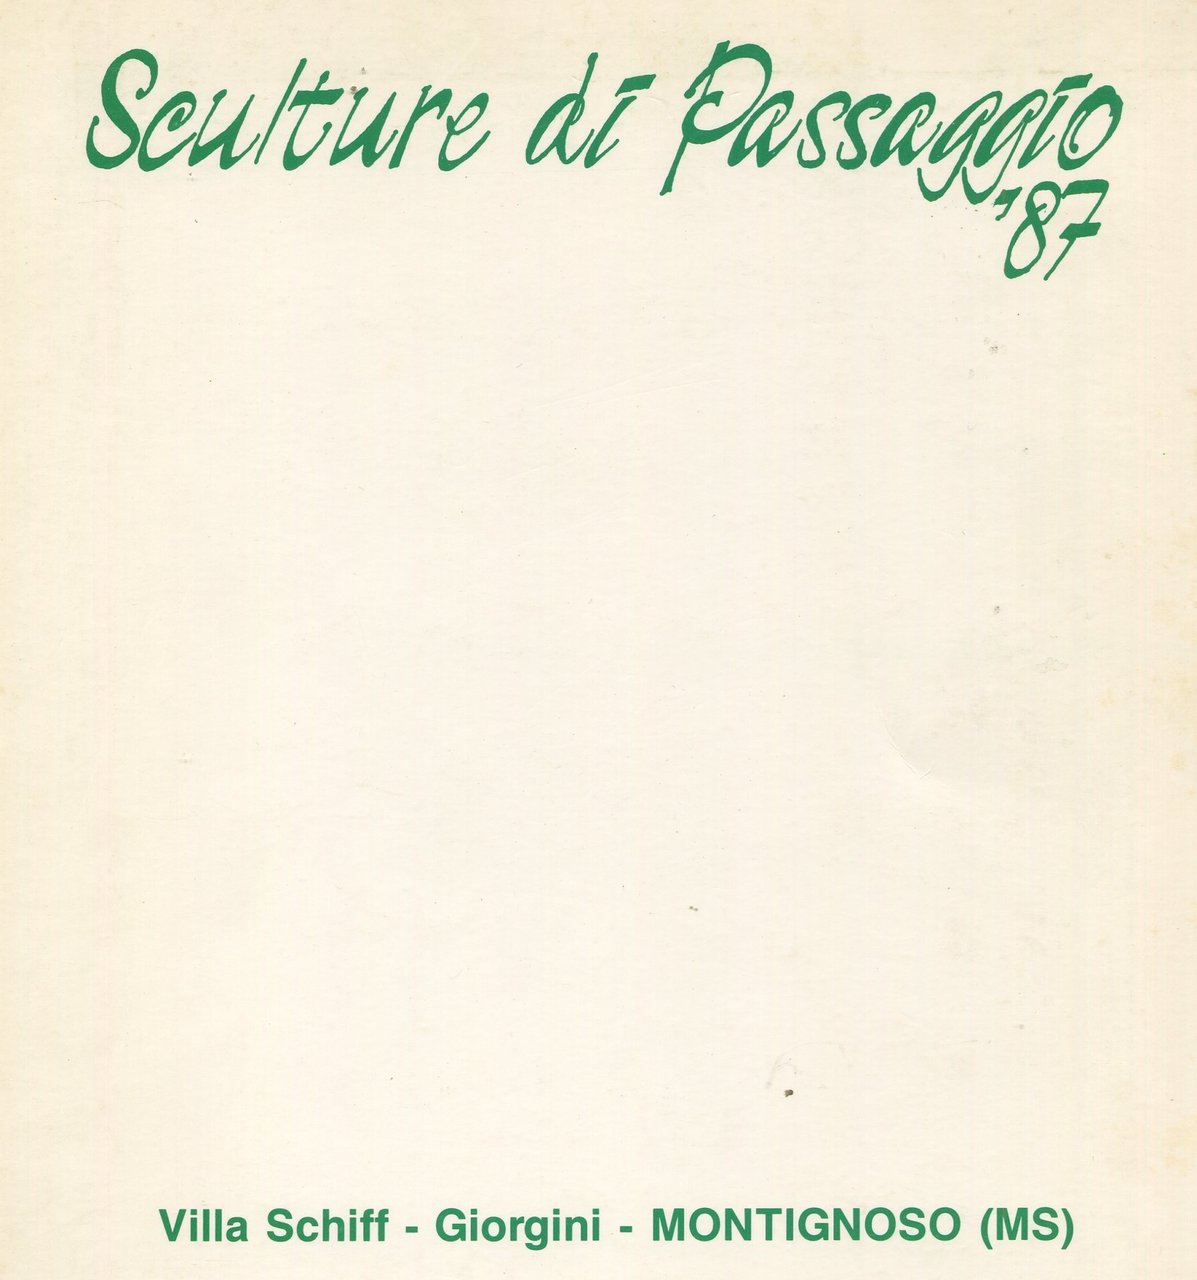 Sculture di Passaggio
'87
Villa Schiff - Giorgini - MONTIGNOSO (MS)